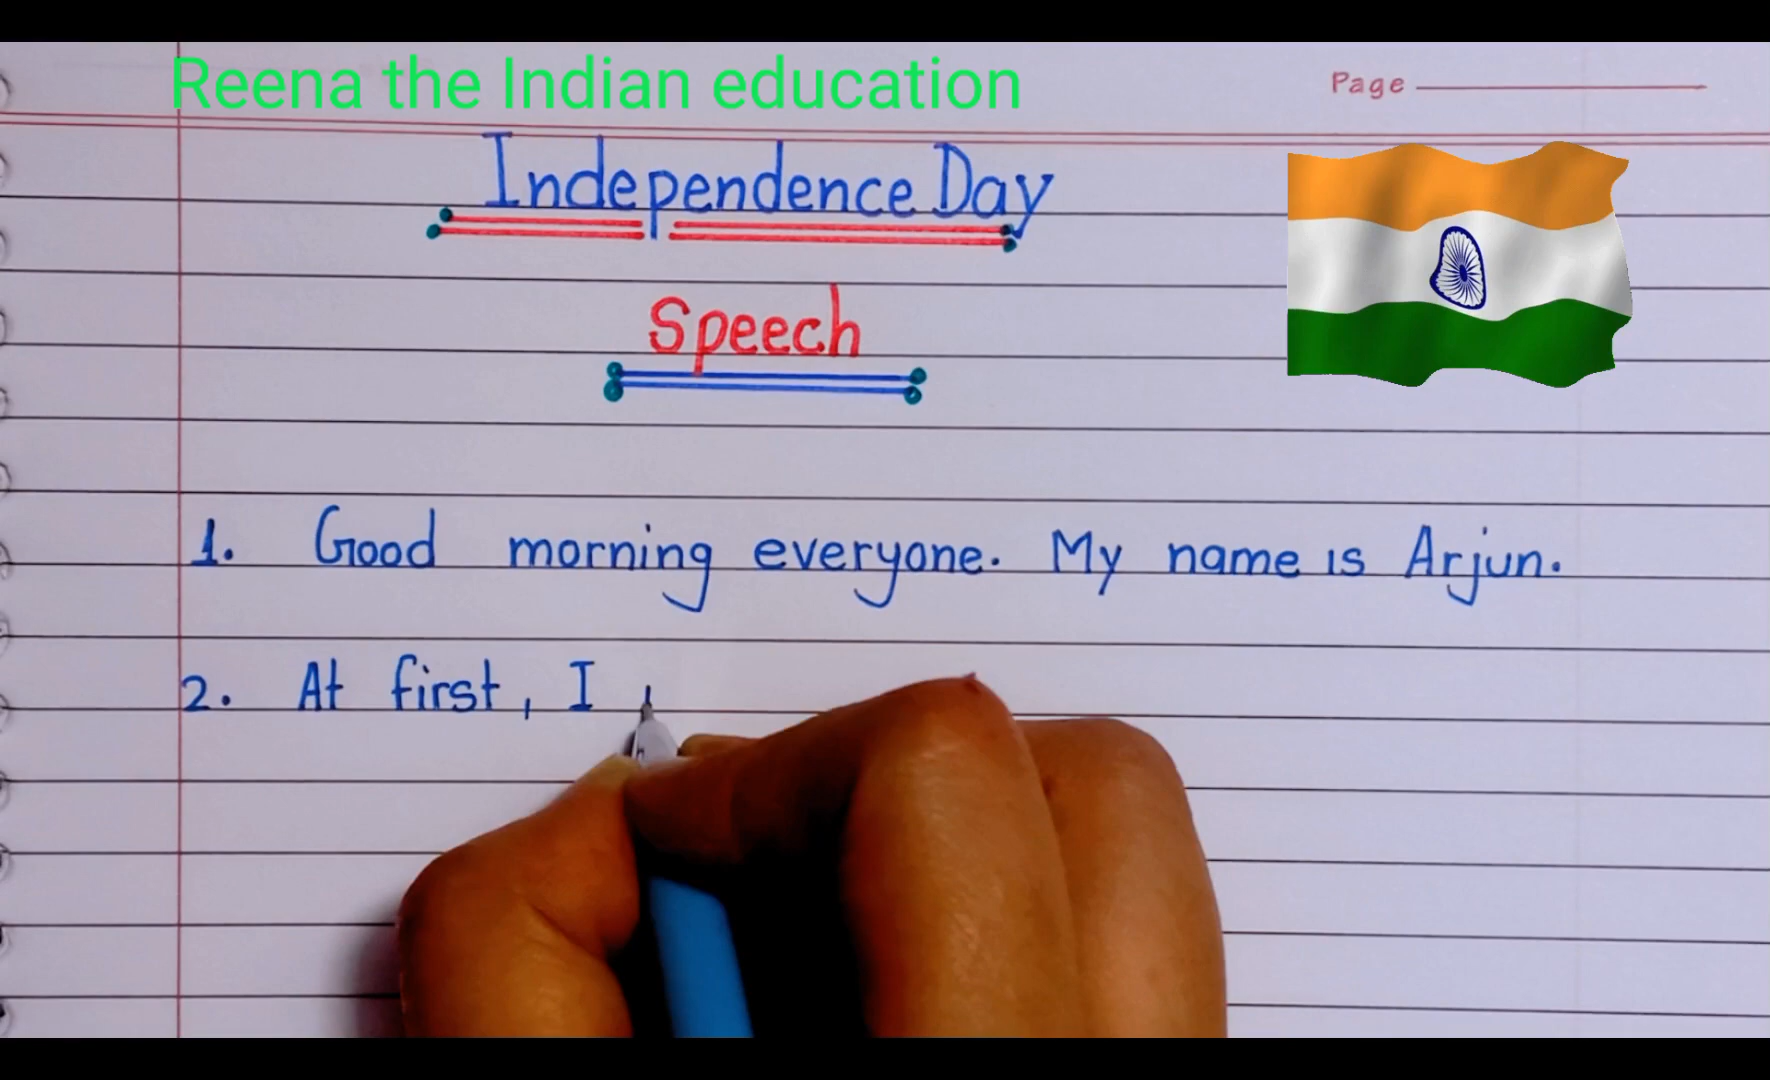 Reena the Indian education
Page
Independence Day
Speech
1. Good morning everyone. My name is Arjun.
2. At first, I